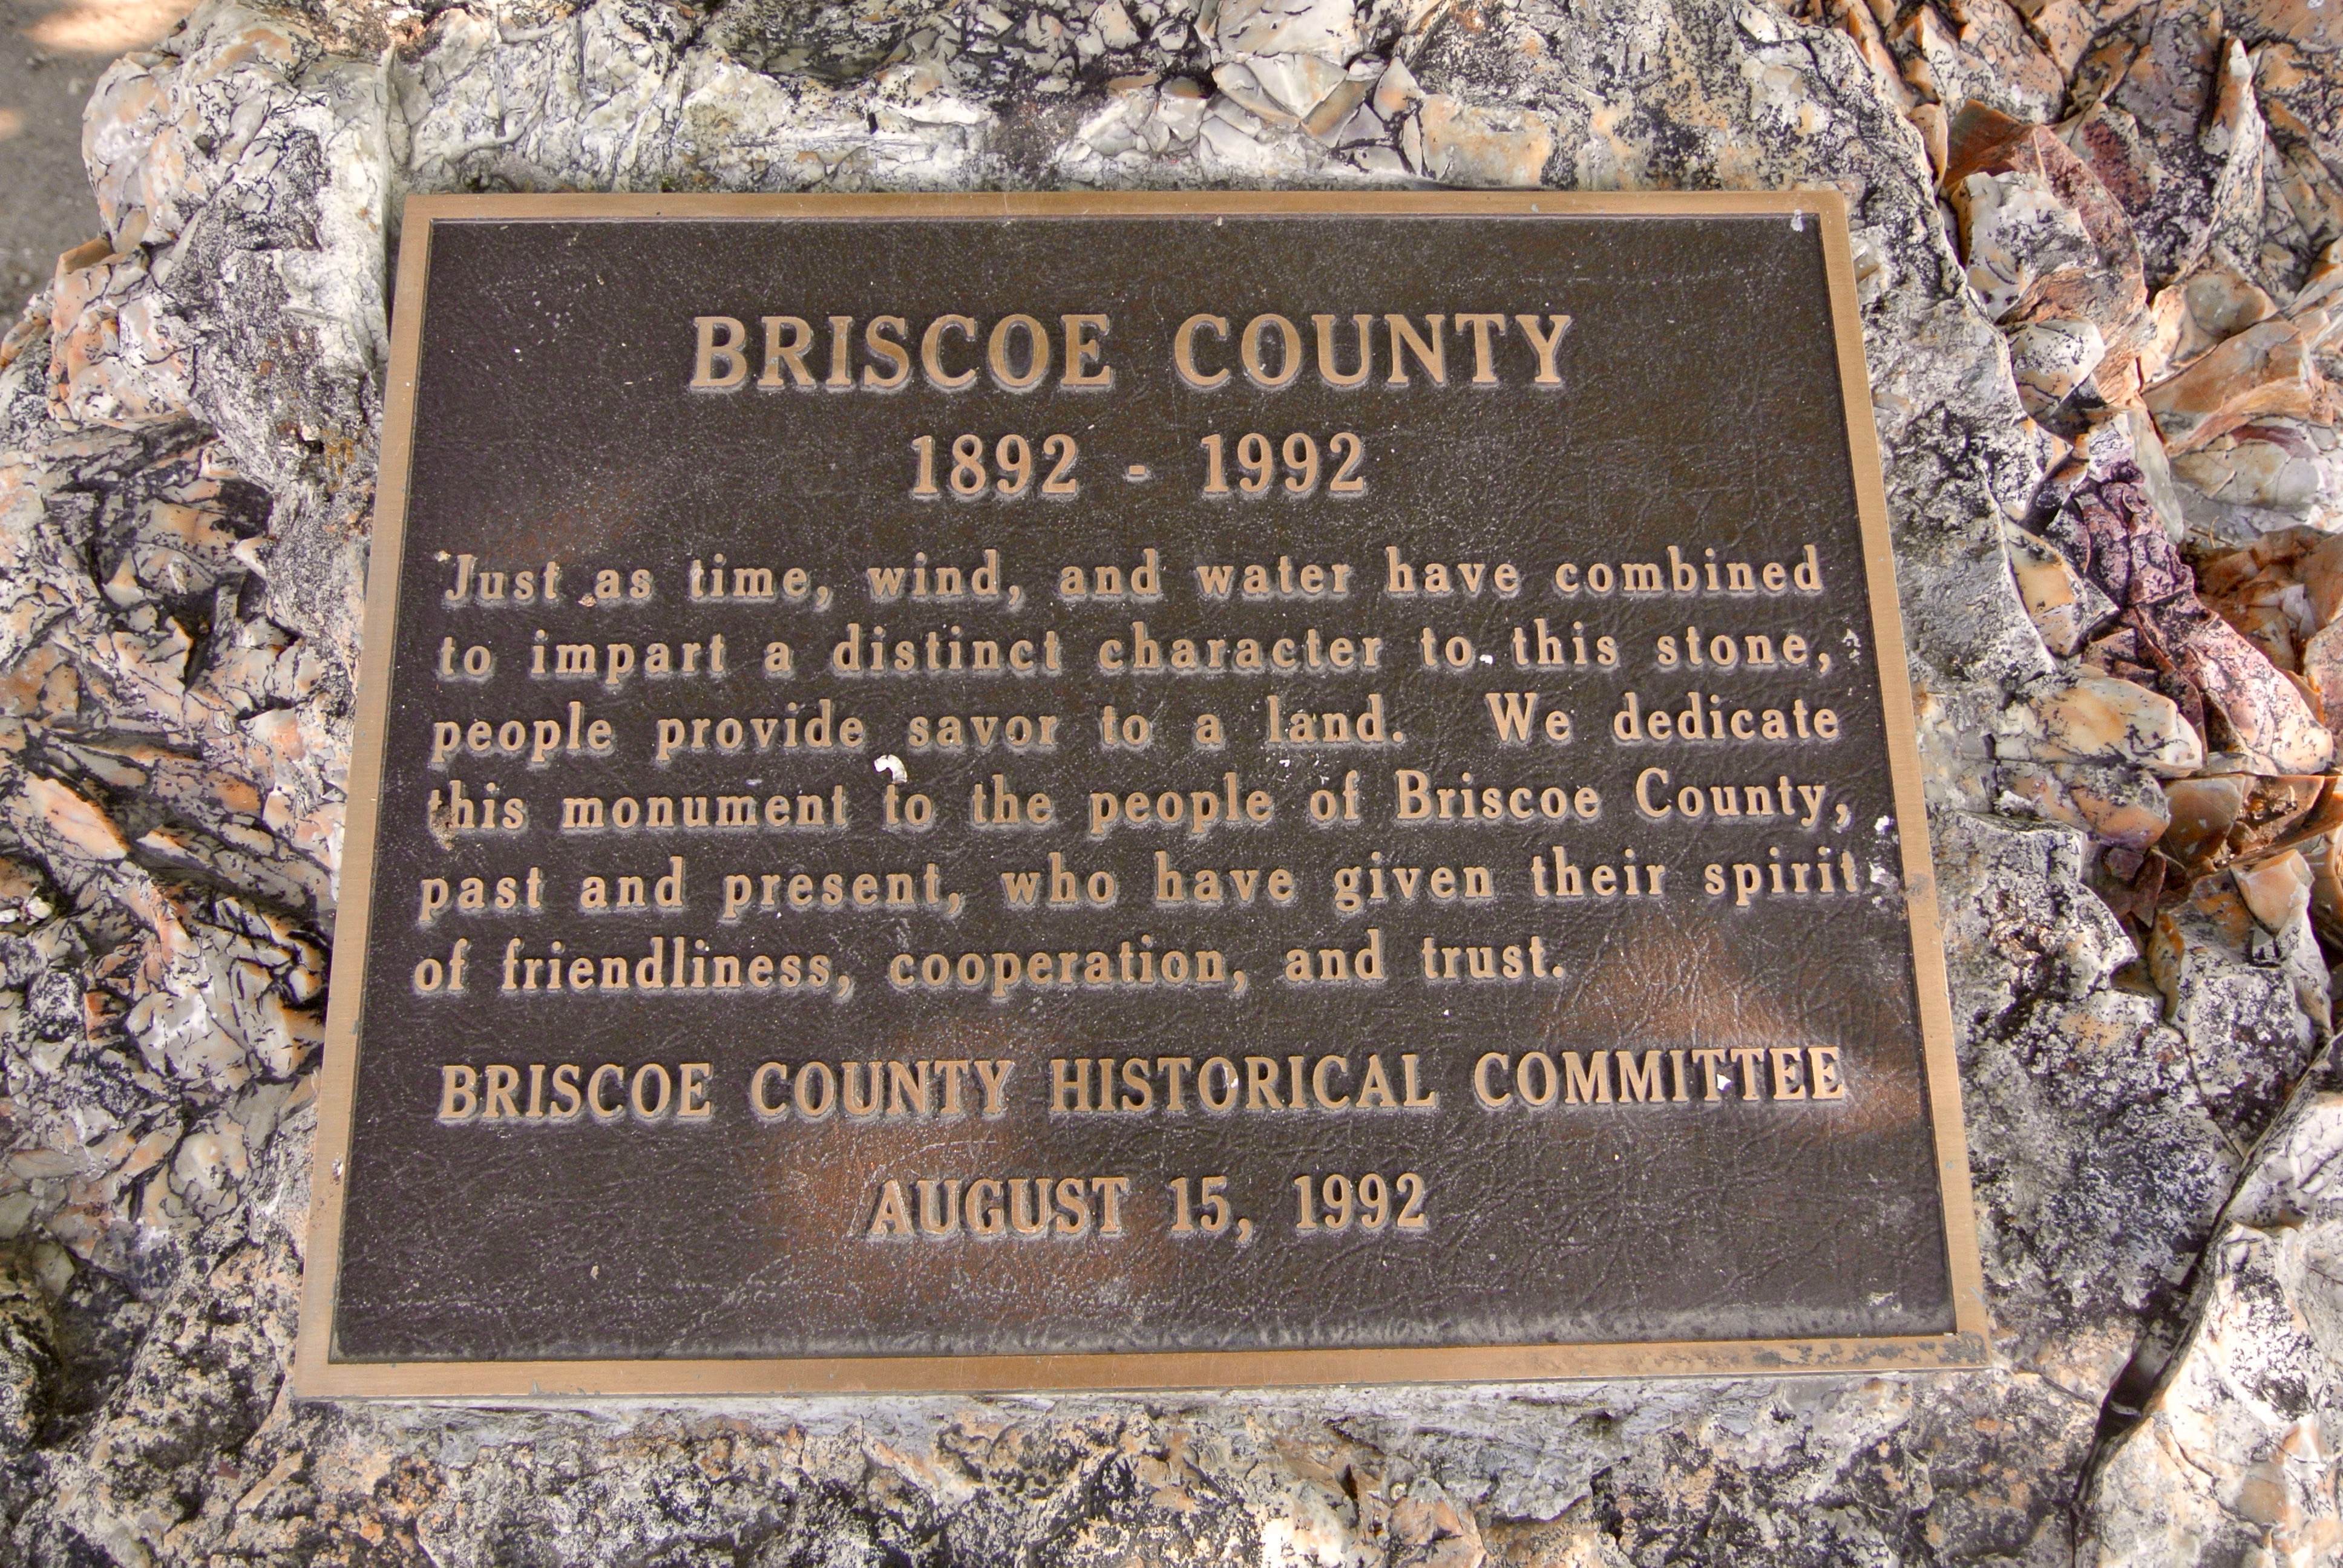 BRISCOE COUNTY
1892 - 1992
Just as time, wind, and water have combined
to impart a distinct character to this stone,
people provide savor to a land. We dedicate
this monument to the people of Briscoe County,
past and present, who have given their spirit
of friendliness, cooperation, and trust.
BRISCOE COUNTY HISTORICAL COMMITTEE
AUGUST 15, 1992